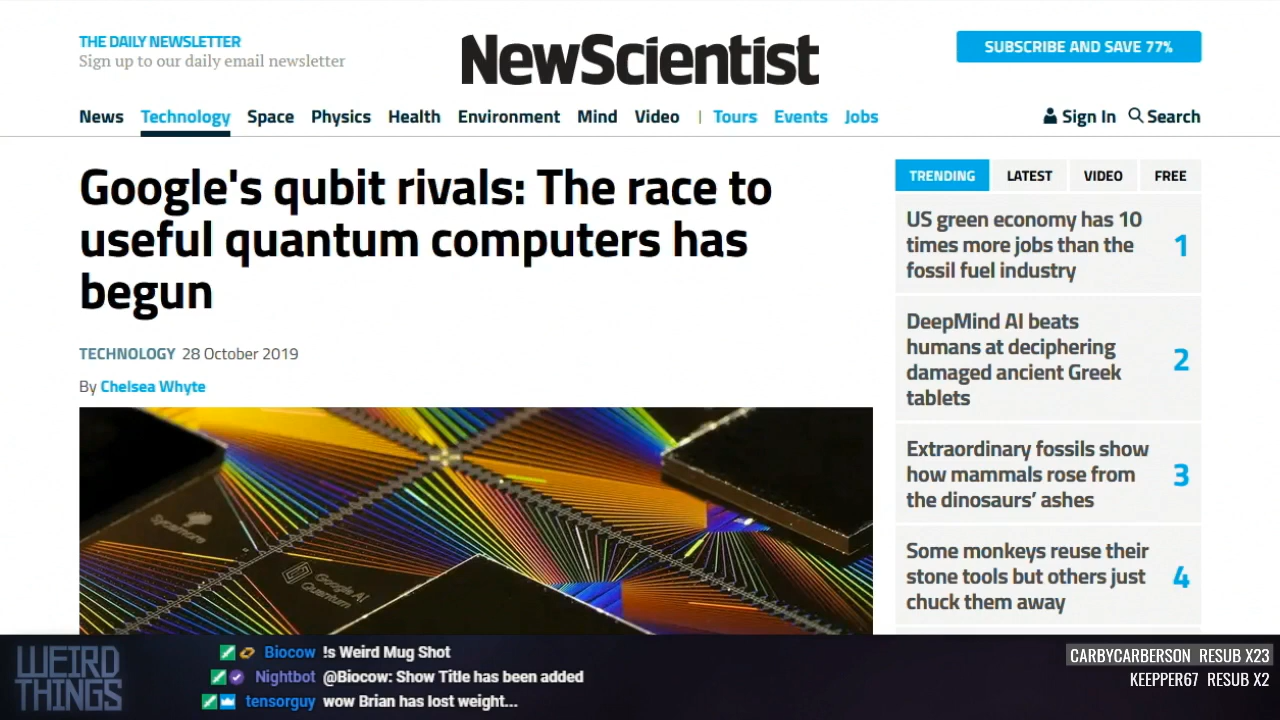 THE DAILY NEWSLETTER
Sign up to our daily email newsletter
NewScientist
SUBSCRIBE AND SAVE 77%
News Technology Space Physics Health Environment Mind Video | Tours Events Jobs
Sign In Search
Google's qubit rivals: The race to
useful quantum computers has
begun
TECHNOLOGY 28 October 2019
By Chelsea Whyte
Sycamore
Google AI
Quantum
TRENDING LATEST VIDEO FREE
US green economy has 10
times more jobs than the
fossil fuel industry
1
DeepMind AI beats
humans at deciphering
damaged ancient Greek
tablets
2
Extraordinary fossils show
how mammals rose from
the dinosaurs' ashes
3
Some monkeys reuse their
stone tools but others just
chuck them away
4
WEIRD
THINGS
Biocow !s Weird Mug Shot
Nightbot @Biocow: Show Title has been added
tensorguy wow Brian has lost weight...
CARBYCARBERSON RESUB X23
KEEPPER67 RESUB X2